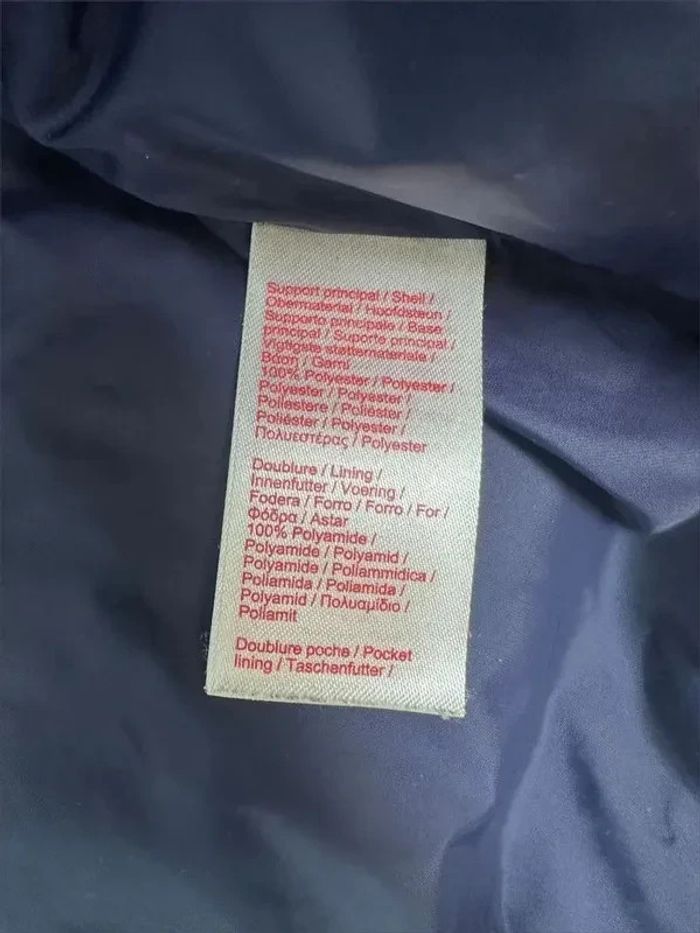 Support principal / Shell /
Obermaterial / Hoofdsteun /
Supporto principale / Base
principal / Suporte principal /
Vigtigste støttemateriale /
Βάση / Gami
100% Polyester / Polyester /
Polyester / Polyester /
Poliestere / Poliéster /
Poliéster / Polyester /
Πολυεστέρας / Polyester
Doublure / Lining /
Innenfutter / Voering /
Fodera / Forro / Forro / For /
Φόδρα / Astar
100% Polyamide /
Polyamide / Polyamid /
Polyamide / Poliammidica /
Poliamida / Poliamida /
Polyamid / Πολυαμίδιο /
Poliamit
Doublure poche / Pocket
lining / Taschenfutter /